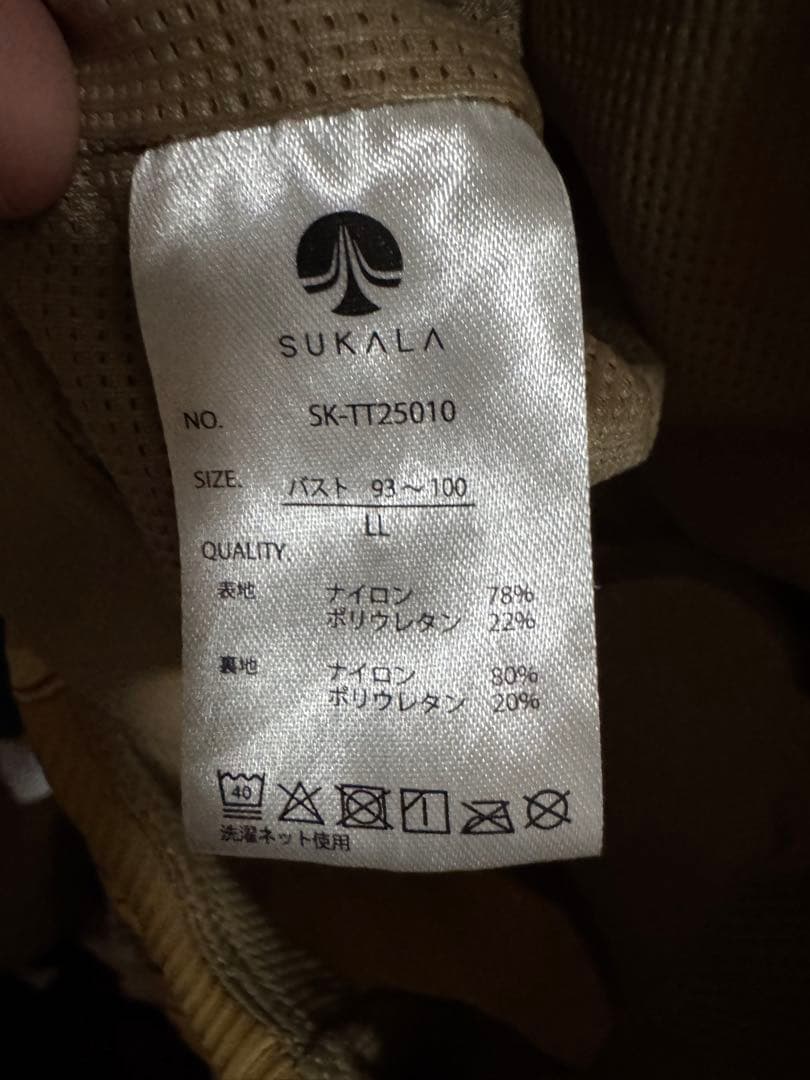 SUKALA
NO. SK-TT25010
SIZE. バスト 93～100
LL
QUALITY.
表地 ナイロン 78%
ポリウレタン 22%
裏地 ナイロン 80%
ポリウレタン 20%
40
洗濯ネット使用